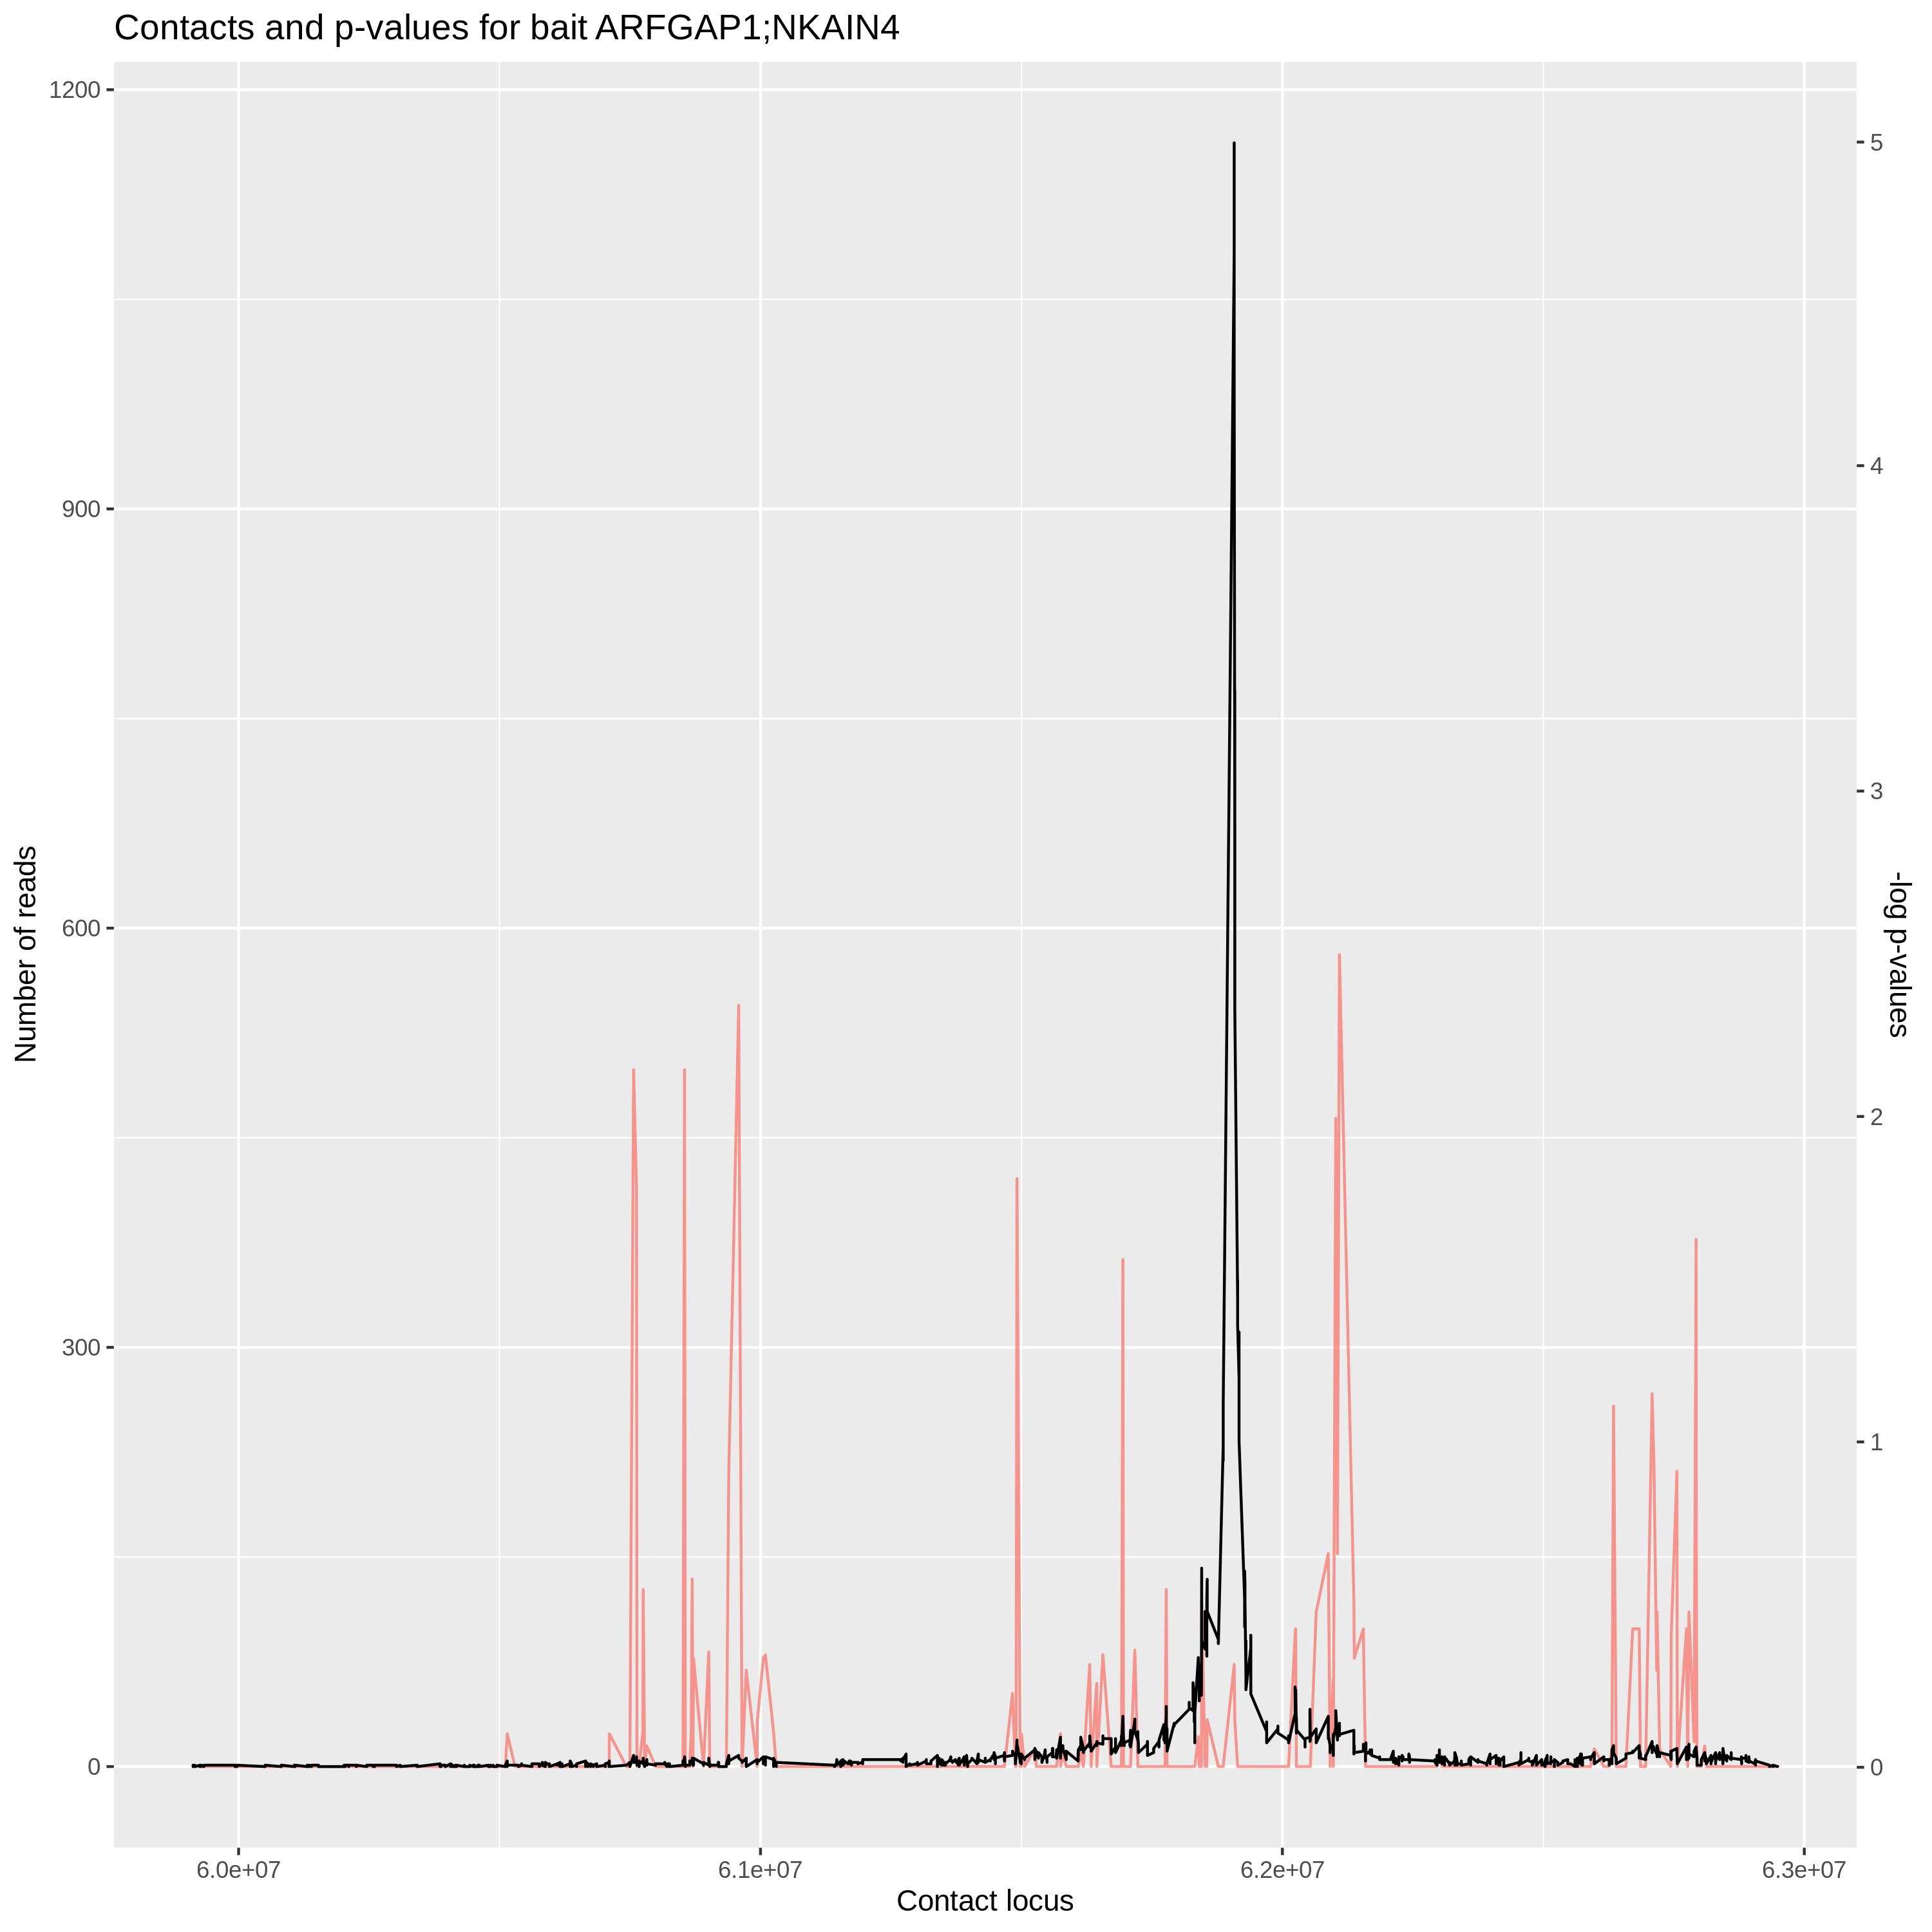 Contacts and p-values for bait ARFGAP1;NKAIN4
1200
900
600
300
0
Number of reads
5
4
3
2
1
0
-log p-values
6.0e+07
6.1e+07
6.2e+07
6.3e+07
Contact locus